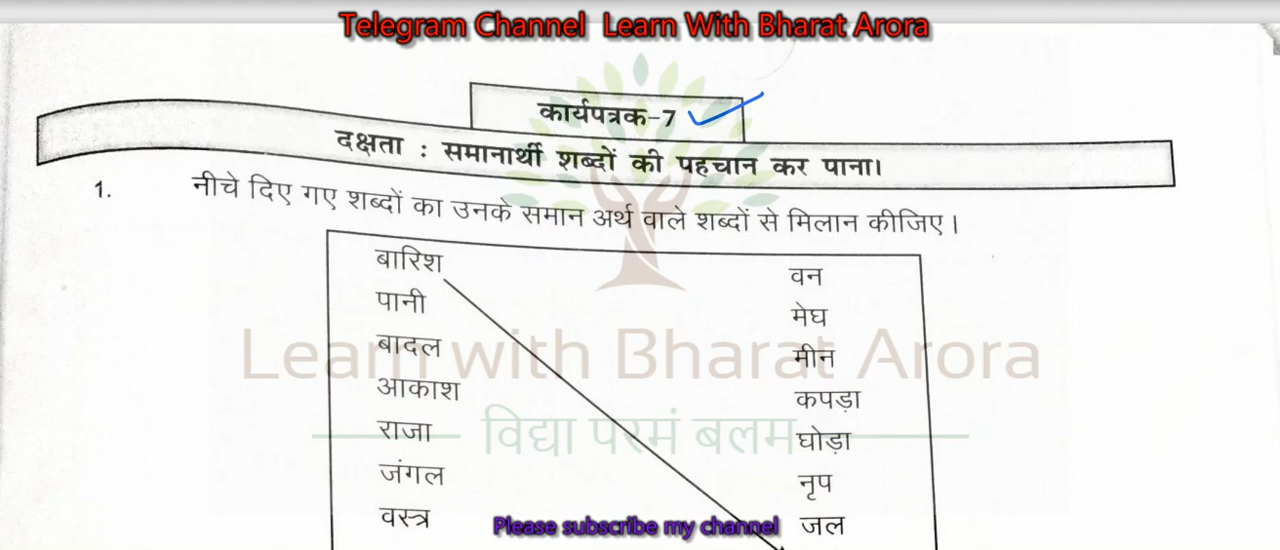 Telegram Channel Learn With Bharat Arora
कार्यपत्रक-7
दक्षता : समानार्थी शब्दों की पहचान कर पाना।
1. नीचे दिए गए शब्दों का उनके समान अर्थ वाले शब्दों से मिलान कीजिए।
बारिश वन
पानी मेघ
बादल मीन
Learn with Bharat Arora
आकाश कपड़ा
विद्या परमं बलम
राजा घोड़ा
जंगल नृप
वस्त्र जल
Please subscribe my channel